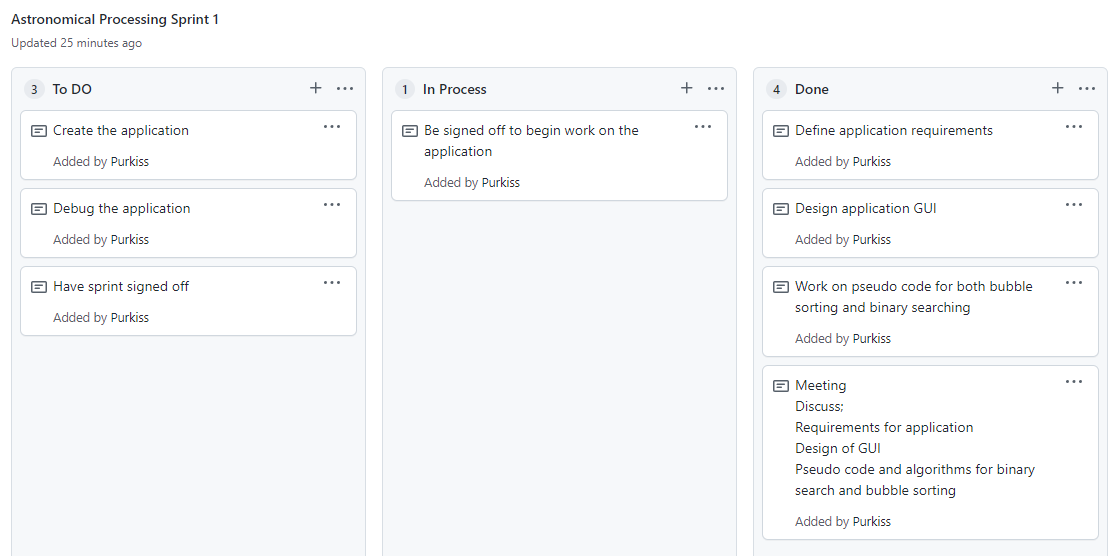 Astronomical Processing Sprint 1
Updated 25 minutes ago
3 To DO
Create the application
Added by Purkiss
Debug the application
Added by Purkiss
Have sprint signed off
Added by Purkiss
1 In Process
Be signed off to begin work on the
application
Added by Purkiss
4 Done
Define application requirements
Added by Purkiss
Design application GUI
Added by Purkiss
Work on pseudo code for both bubble
sorting and binary searching
Added by Purkiss
Meeting
Discuss;
Requirements for application
Design of GUI
Pseudo code and algorithms for binary
search and bubble sorting
Added by Purkiss